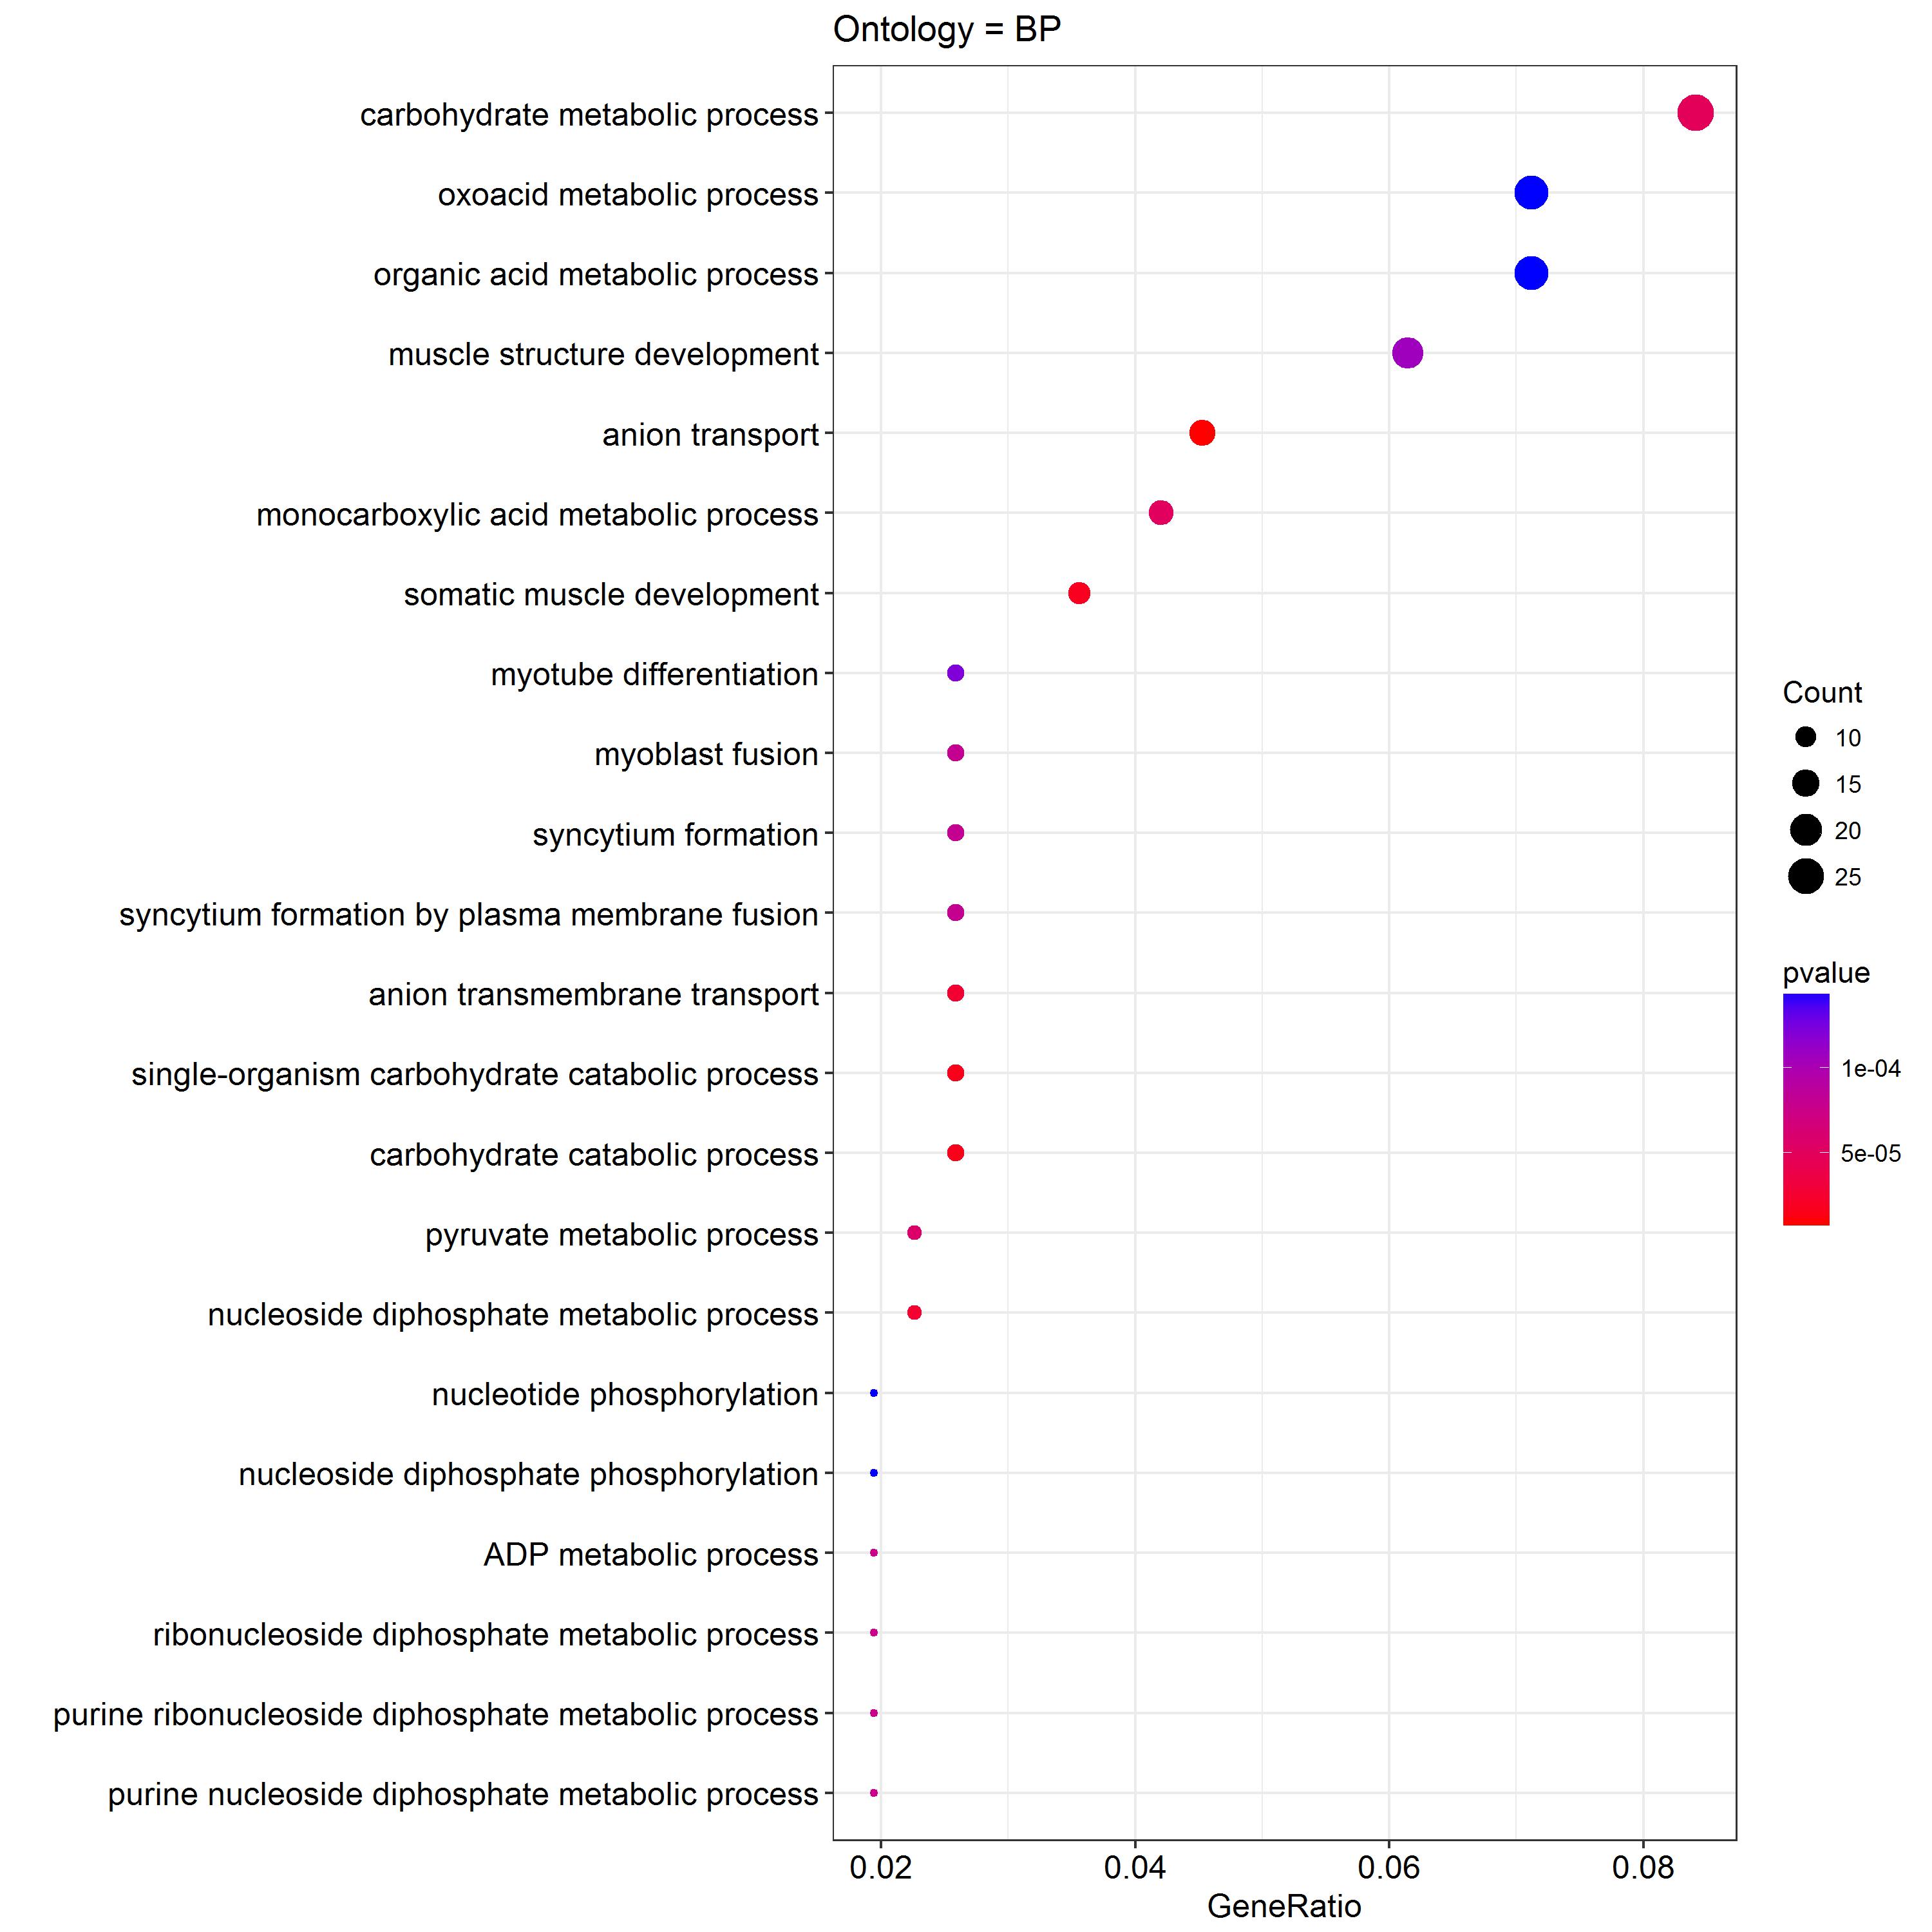 Ontology = BP
carbohydrate metabolic process
oxoacid metabolic process
organic acid metabolic process
muscle structure development
anion transport
monocarboxylic acid metabolic process
somatic muscle development
myotube differentiation
myoblast fusion
syncytium formation
syncytium formation by plasma membrane fusion
anion transmembrane transport
single-organism carbohydrate catabolic process
carbohydrate catabolic process
pyruvate metabolic process
nucleoside diphosphate metabolic process
nucleotide phosphorylation
nucleoside diphosphate phosphorylation
ADP metabolic process
ribonucleoside diphosphate metabolic process
purine ribonucleoside diphosphate metabolic process
purine nucleoside diphosphate metabolic process
0.02 0.04 0.06 0.08
GeneRatio
Count
10
15
20
25
pvalue
1e-04
5e-05